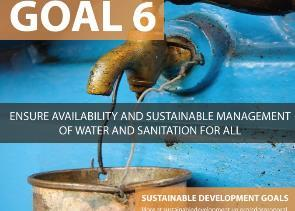 GOAL 6
ENSURE AVAILABILITY AND SUSTAINABLE MANAGEMENT
OF WATER AND SANITATION FOR ALL
SUSTAINABLE DEVELOPMENT GOALS